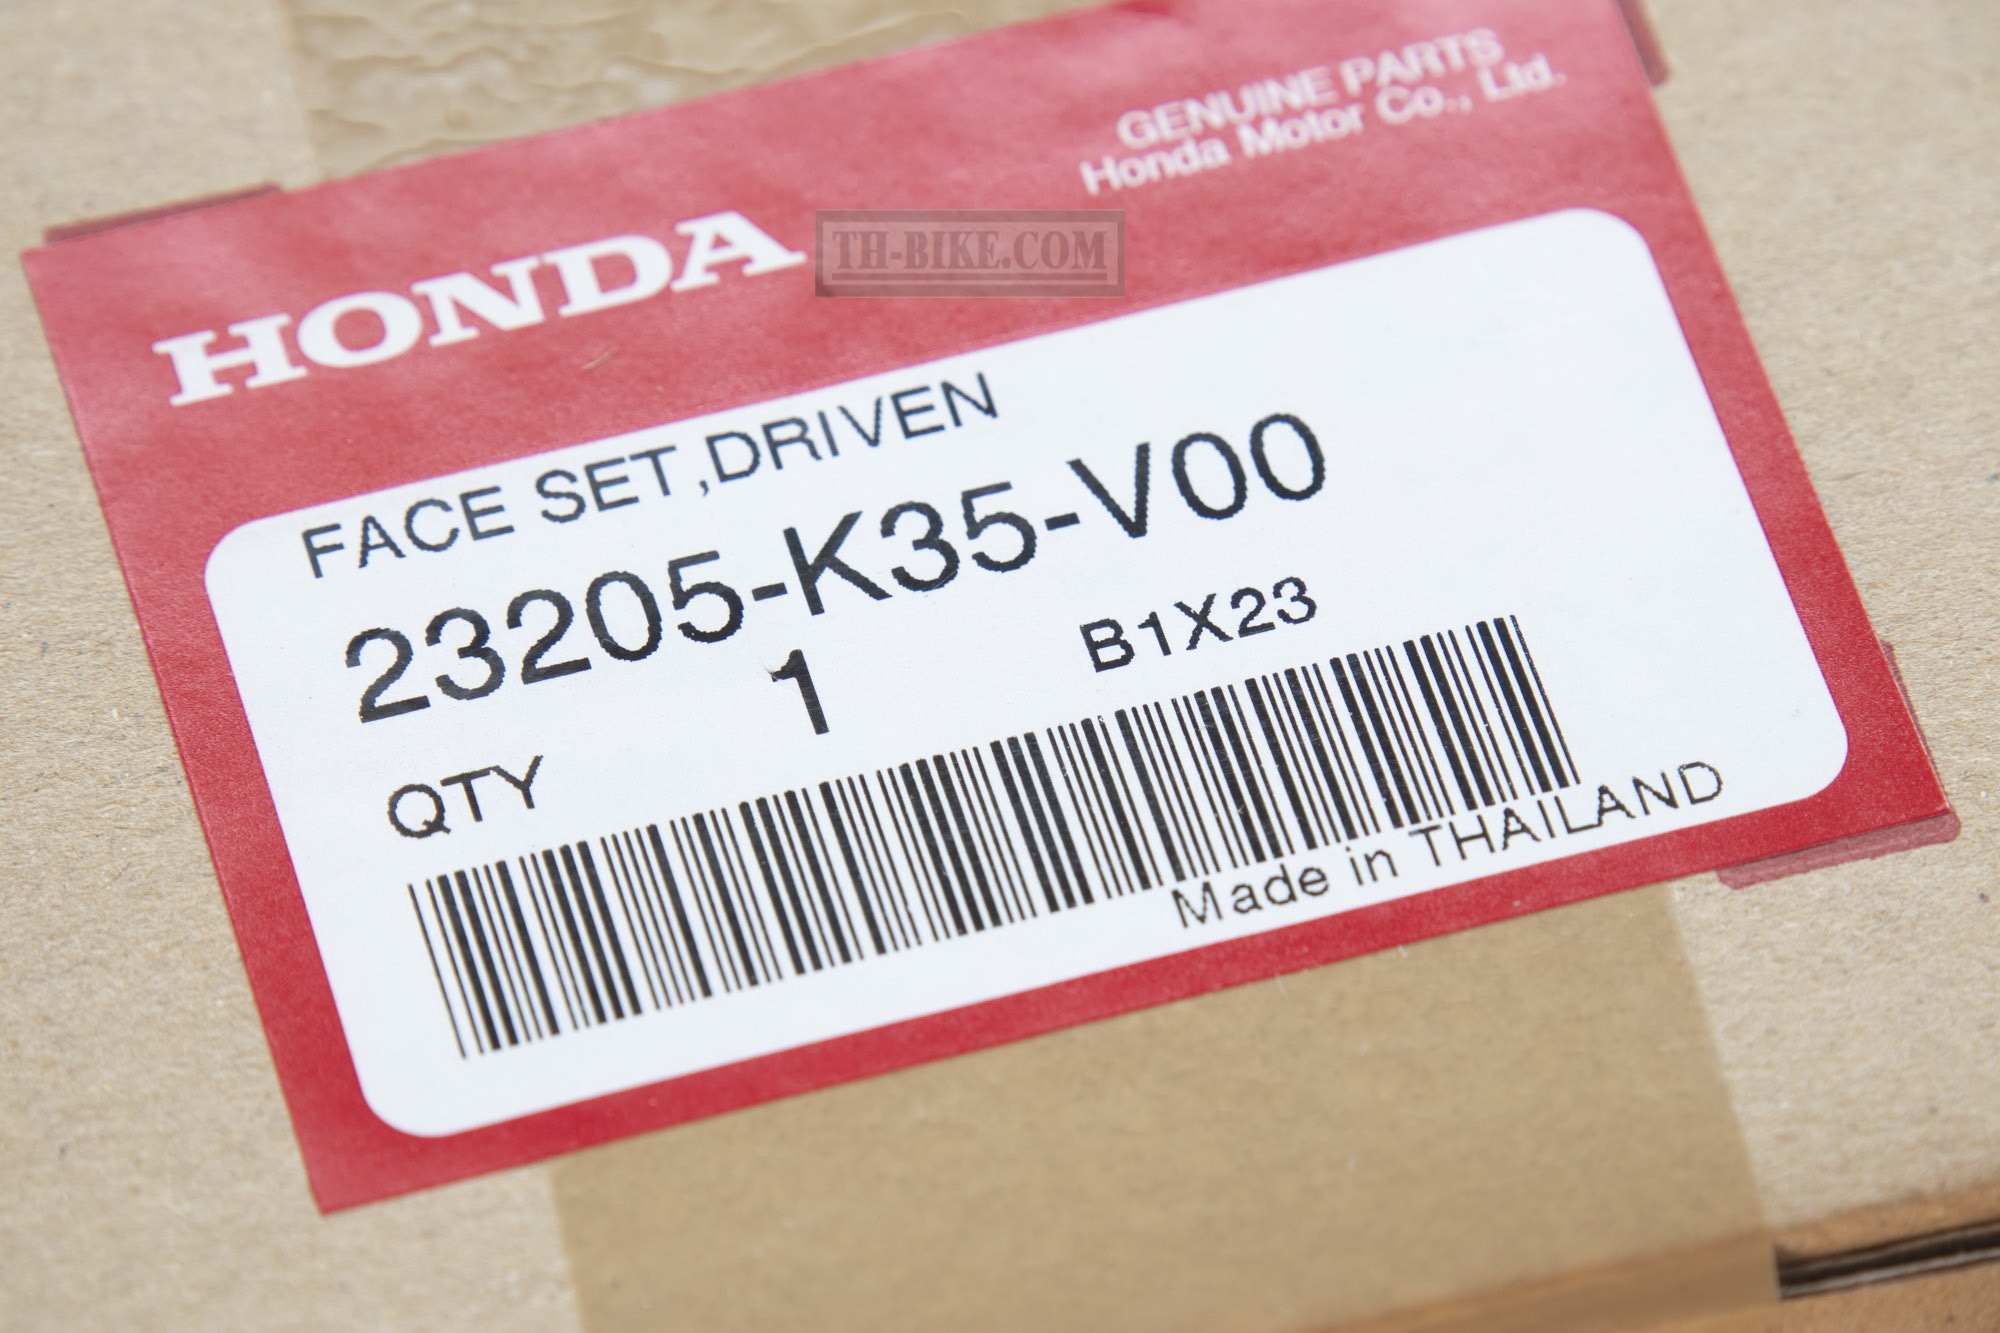 GENUINE PARTS
Honda Motor Co., Ltd.
HONDA
TH-BIKE.COM
FACE SET,DRIVEN
23205-K35-V00
1
B1X23
QTY
Made in THAILAND